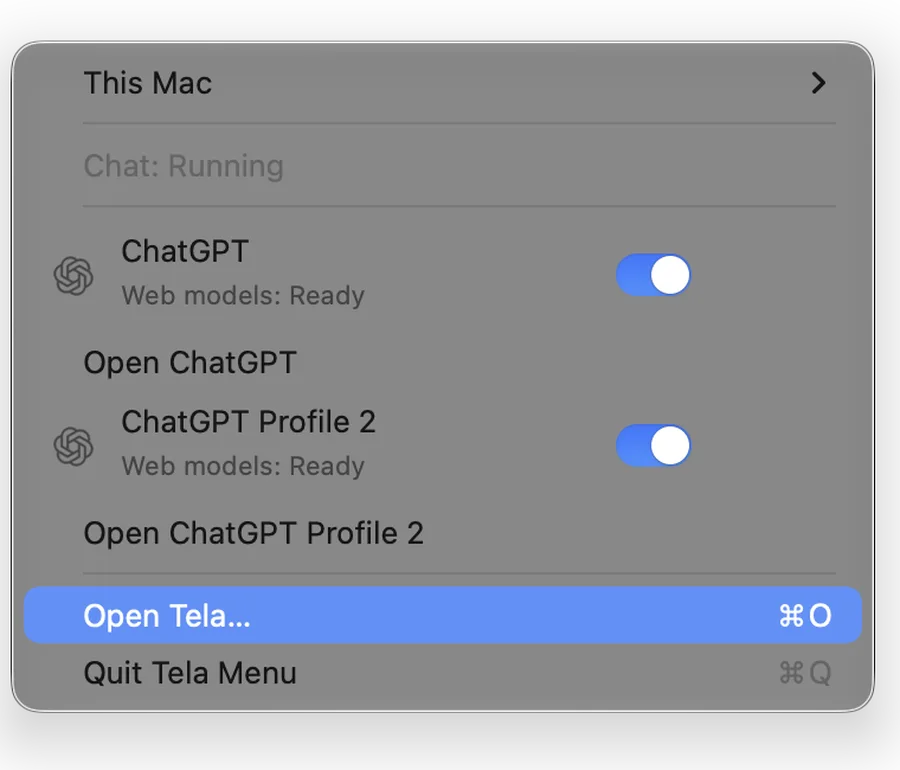 This Mac
Chat: Running
ChatGPT
Web models: Ready
Open ChatGPT
ChatGPT Profile 2
Web models: Ready
Open ChatGPT Profile 2
Open Tela... ⌘O
Quit Tela Menu ⌘Q